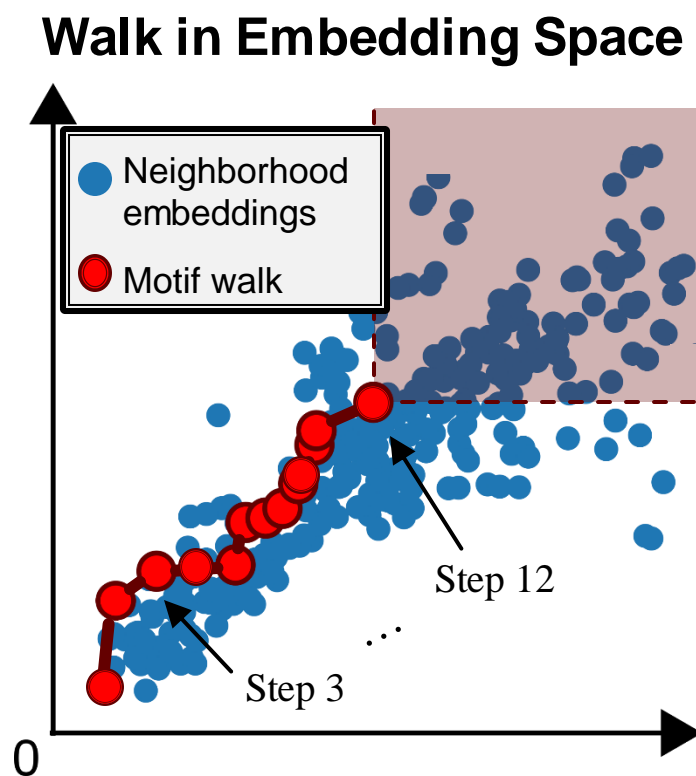 Walk in Embedding Space
Neighborhood
embeddings
Motif walk
Step 12
...
Step 3
0